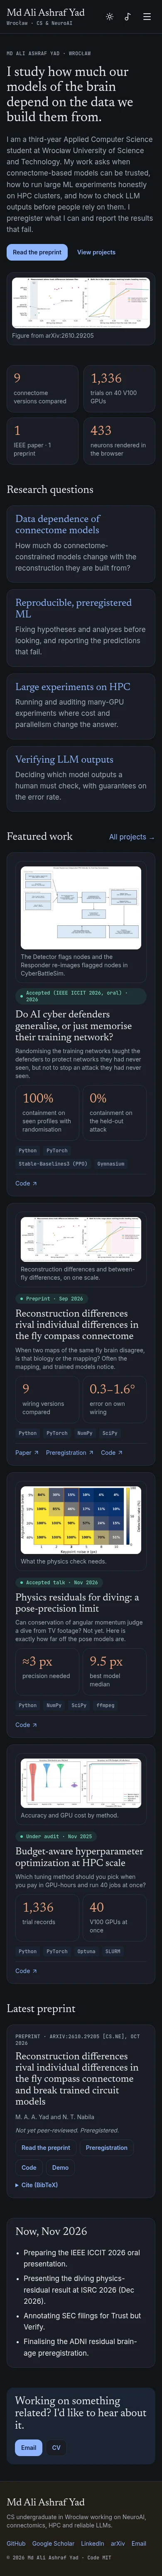 Md Ali Ashraf Yad
Wrocław · CS & NeuroAI
MD ALI ASHRAF YAD · WROCŁAW
I study how much our
models of the brain
depend on the data we
build them from.
I am a third-year Applied Computer Science
student at Wrocław University of Science
and Technology. My work asks when
connectome-based models can be trusted,
how to run large ML experiments honestly
on HPC clusters, and how to check LLM
outputs before people rely on them. I
preregister what I can and report the results
that fail.
Read the preprint
View projects
Figure from arXiv:2610.29205
9
connectome
versions compared
1,336
trials on 40 V100
GPUs
1
IEEE paper · 1
preprint
433
neurons rendered in
the browser
Research questions
Data dependence of
connectome models
How much do connectome-
constrained models change with the
reconstruction they are built from?
Reproducible, preregistered
ML
Fixing hypotheses and analyses before
looking, and reporting the predictions
that fail.
Large experiments on HPC
Running and auditing many-GPU
experiments where cost and
parallelism change the answer.
Verifying LLM outputs
Deciding which model outputs a
human must check, with guarantees on
the error rate.
Featured work
All projects →
The Detector flags nodes and the
Responder re-images flagged nodes in
CyberBattleSim.
Accepted (IEEE ICCIT 2026, oral) ·
2026
Do AI cyber defenders
generalise, or just memorise
their training network?
Randomising the training network taught the
defenders to protect networks they had never
seen, but not to stop an attack they had never
seen.
100%
containment on
seen profiles with
randomisation
0%
containment on
the held-out
attack
Python
PyTorch
Stable-Baselines3 (PPO)
Gymnasium
Code ↗
Reconstruction differences and between-
fly differences, on one scale.
Preprint · Sep 2026
Reconstruction differences
rival individual differences in
the fly compass connectome
When two maps of the same fly brain disagree,
is that biology or the mapping? Often the
mapping, and trained models notice.
9
wiring versions
compared
0.3–1.6°
error on own
wiring
Python
PyTorch
NumPy
SciPy
Paper ↗
Preregistration ↗
Code ↗
What the physics check needs.
Accepted talk · Nov 2026
Physics residuals for diving: a
pose-precision limit
Can conservation of angular momentum judge
a dive from TV footage? Not yet. Here is
exactly how far off the pose models are.
≈3 px
precision needed
9.5 px
best model
median
Python
NumPy
SciPy
ffmpeg
Code ↗
Accuracy and GPU cost by method.
Under audit · Nov 2025
Budget-aware hyperparameter
optimization at HPC scale
Which tuning method should you pick when
you pay in GPU-hours and run 40 jobs at once?
1,336
trial records
40
V100 GPUs at
once
Python
PyTorch
Optuna
SLURM
Code ↗
Latest preprint
PREPRINT · ARXIV:2610.29205 [CS.NE], OCT
2026
Reconstruction differences
rival individual differences in
the fly compass connectome
and break trained circuit
models
M. A. A. Yad and N. T. Nabila
Not yet peer-reviewed. Preregistered.
Read the preprint
Preregistration
Code
Demo
▸ Cite (BibTeX)
Now, Nov 2026
• Preparing the IEEE ICCIT 2026 oral
presentation.
• Presenting the diving physics-
residual result at ISRC 2026 (Dec
2026).
• Annotating SEC filings for Trust but
Verify.
• Finalising the ADNI residual brain-
age preregistration.
Working on something
related? I'd like to hear about
it.
Email
CV
Md Ali Ashraf Yad
CS undergraduate in Wrocław working on NeuroAI,
connectomics, HPC and reliable LLMs.
GitHub
Google Scholar
LinkedIn
arXiv
Email
© 2026 Md Ali Ashraf Yad · Code MIT